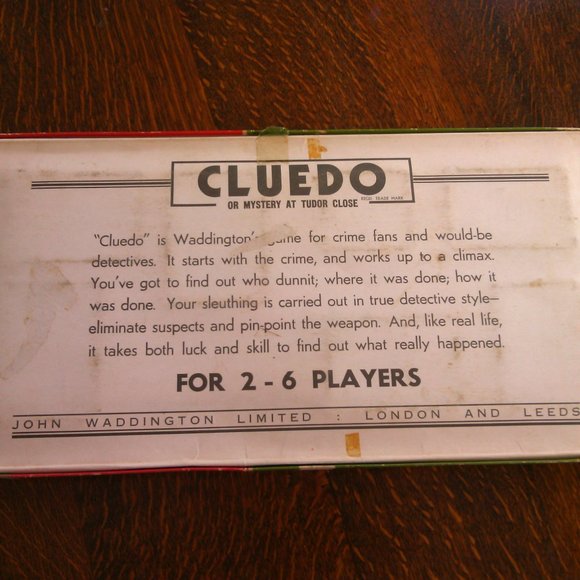 CLUEDO
OR MYSTERY AT TUDOR CLOSE REGD. TRADE MARK
"Cluedo" is Waddington's game for crime fans and would-be
detectives. It starts with the crime, and works up to a climax.
You've got to find out who dunnit; where it was done; how it
was done. Your sleuthing is carried out in true detective style—
eliminate suspects and pin-point the weapon. And, like real life,
it takes both luck and skill to find out what really happened.
FOR 2 - 6 PLAYERS
JOHN WADDINGTON LIMITED : LONDON AND LEEDS